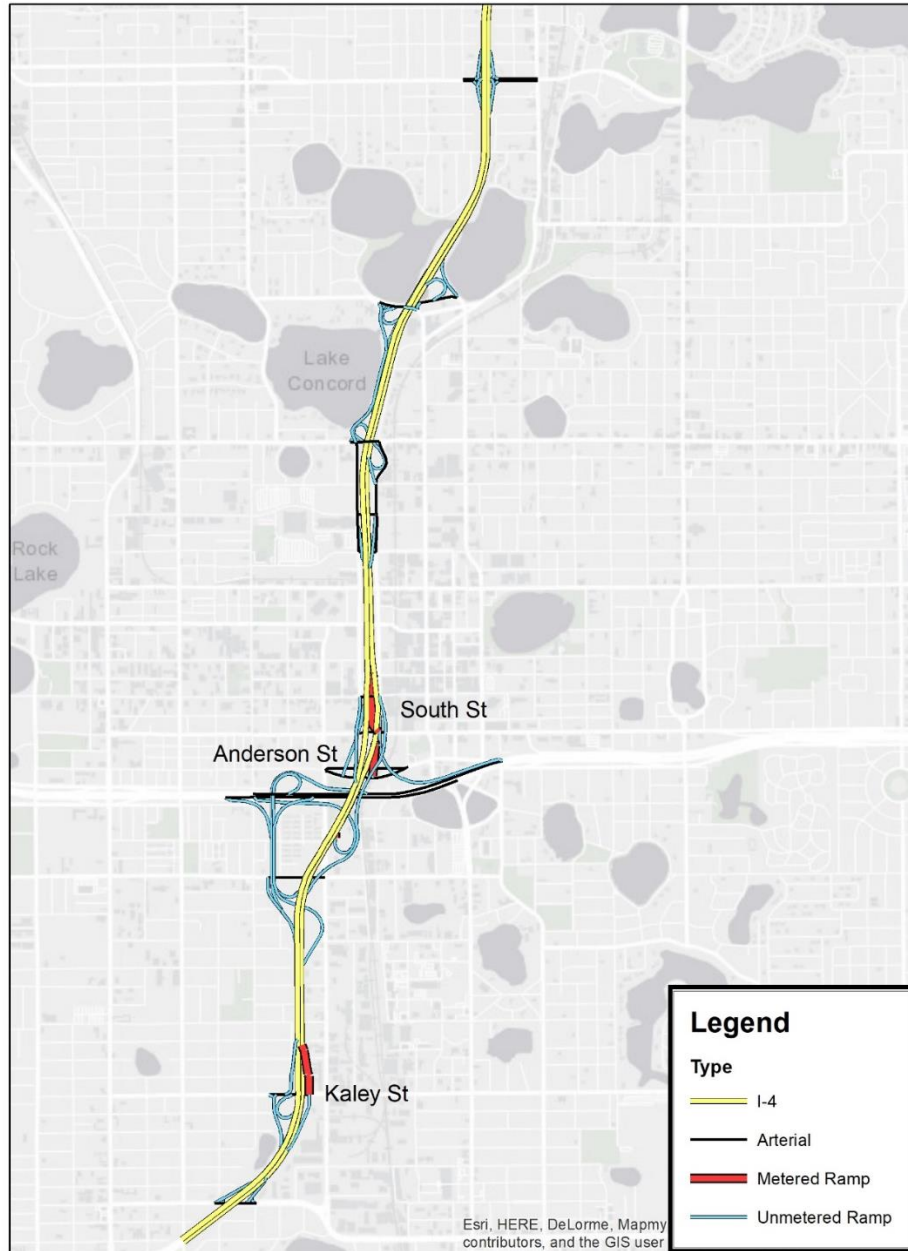 Lake
Concord
Rock
Lake
South St
Anderson St
Kaley St
Legend
Type
I-4
Arterial
Metered Ramp
Unmetered Ramp
Esri, HERE, DeLorme, Mapmy
contributors, and the GIS user